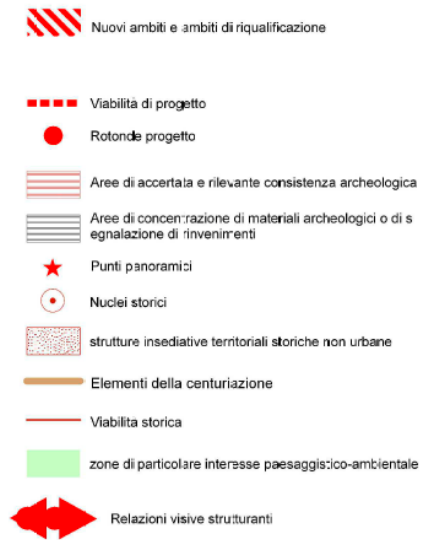 Nuovi ambiti e ambiti di riqualificazione
Viabilità di progetto
Rotonde progetto
Aree di accertata e rilevante consistenza archeologica
Aree di concentrazione di materiali archeologici o di s
egnalazione di rinvenimenti
Punti panoramici
Nuclei storici
strutture insediative territoriali storiche non urbane
Elementi della centuriazione
Viabilita storica
zone di particolare interesse paesaggistico-ambientale
Relazioni visive strutturanti